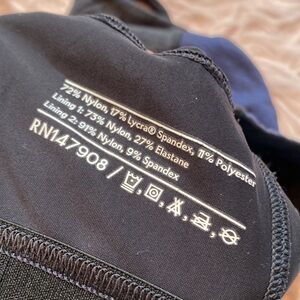 72% Nylon, 17% Lycra® Spandex, 11% Polyester
Lining 1: 73% Nylon, 27% Elastane
Lining 2: 91% Nylon, 9% Spandex
RN147908 /